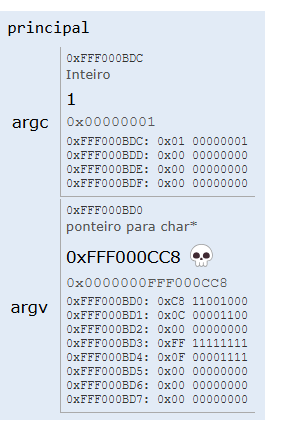 principal
argc
0xFFF000BDC
Inteiro
1
0x00000001
0xFFF000BDC: 0x01 00000001
0xFFF000BDD: 0x00 00000000
0xFFF000BDE: 0x00 00000000
0xFFF000BDF: 0x00 00000000
argv
0xFFF000BD0
ponteiro para char*
0xFFF000CC8
0x0000000FFF000CC8
0xFFF000BD0: 0xC8 11001000
0xFFF000BD1: 0x0C 00001100
0xFFF000BD2: 0x00 00000000
0xFFF000BD3: 0xFF 11111111
0xFFF000BD4: 0x0F 00001111
0xFFF000BD5: 0x00 00000000
0xFFF000BD6: 0x00 00000000
0xFFF000BD7: 0x00 00000000